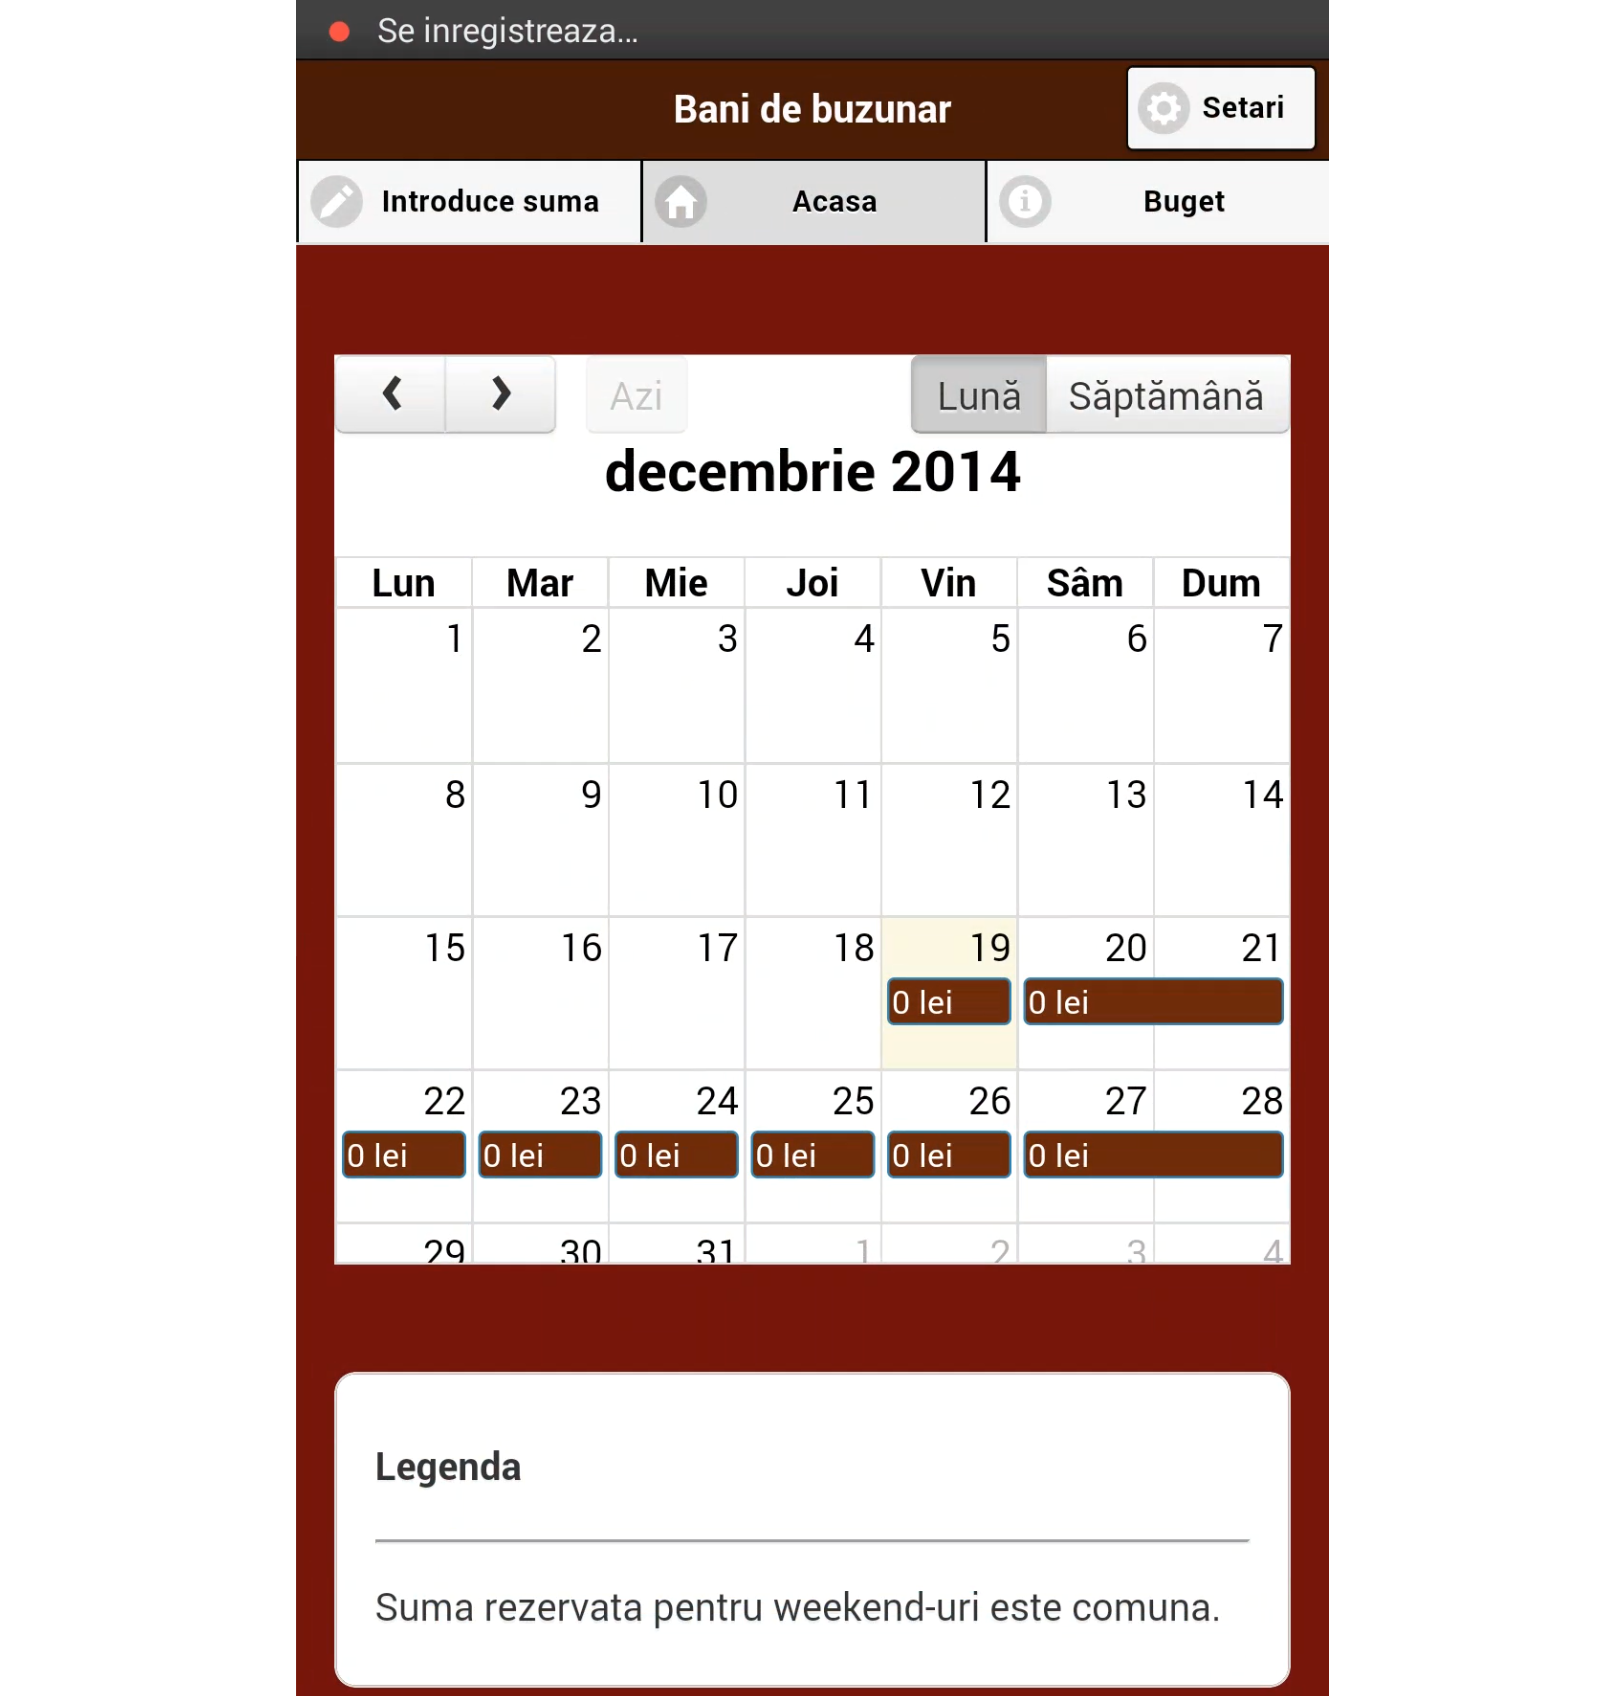 Se inregistreaza...
Bani de buzunar
Setari
Introduce suma Acasa Buget
Azi Lună Săptămână
decembrie 2014
Lun Mar Mie Joi Vin Sâm Dum
1 2 3 4 5 6 7
8 9 10 11 12 13 14
15 16 17 18 19 20 21
0 lei 0 lei
22 23 24 25 26 27 28
0 lei 0 lei 0 lei 0 lei 0 lei 0 lei
29 30 31 1 2 3 4
Legenda
Suma rezervata pentru weekend-uri este comuna.